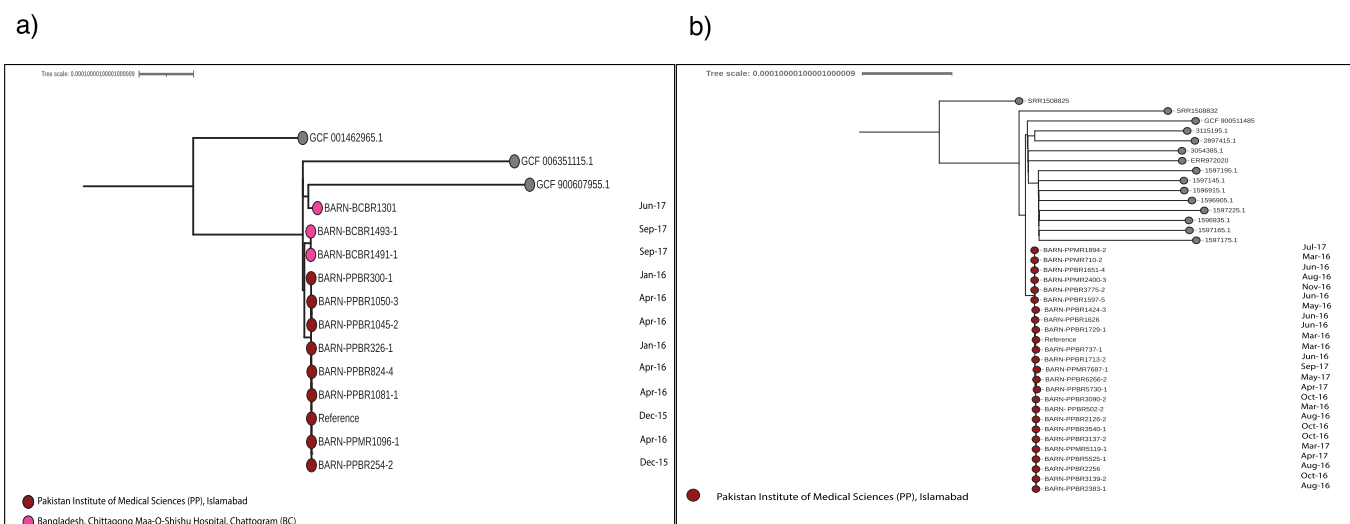 a)
Tree scale: 0.00010000100001000009
GCF 001462965.1
GCF 006351115.1
GCF 900607955.1
BARN-BCBR1301 Jun-17
BARN-BCBR1493-1 Sep-17
BARN-BCBR1491-1 Sep-17
BARN-PPBR300-1 Jan-16
BARN-PPBR1050-3 Apr-16
BARN-PPBR1045-2 Apr-16
BARN-PPBR326-1 Jan-16
BARN-PPBR824-4 Apr-16
BARN-PPBR1081-1 Apr-16
Reference Dec-15
BARN-PPMR1096-1 Apr-16
BARN-PPBR254-2 Dec-15
Pakistan Institute of Medical Sciences (PP), Islamabad
Bangladesh, Chittagong Maa-O-Shishu Hospital, Chattogram (BC)
b)
Tree scale: 0.00010000100001000009
SRR1508825
SRR1508832
GCF 900511485
3115195.1
2897415.1
3054385.1
ERR972020
1597195.1
1597145.1
1596915.1
1596905.1
1597225.1
1596935.1
1597165.1
1597175.1
BARN-PPMR1894-2 Jul-17
BARN-PPMR710-2 Mar-16
BARN-PPBR1651-4 Jun-16
BARN-PPMR2400-3 Aug-16
BARN-PPBR3775-2 Nov-16
BARN-PPBR1597-5 Jun-16
BARN-PPBR1424-3 May-16
BARN-PPBR1626 Jun-16
BARN-PPBR1729-1 Jun-16
Reference Mar-16
BARN-PPBR737-1 Mar-16
BARN-PPBR1713-2 Jun-16
BARN-PPMR7687-1 Sep-17
BARN-PPBR6266-2 May-17
BARN-PPBR5730-1 Apr-17
BARN-PPBR3090-2 Oct-16
BARN- PPBR502-2 Mar-16
BARN-PPBR2126-2 Aug-16
BARN-PPBR3540-1 Oct-16
BARN-PPBR3137-2 Oct-16
BARN-PPMR5119-1 Mar-17
BARN-PPBR5525-1 Apr-17
BARN-PPBR2256 Aug-16
BARN-PPBR3139-2 Oct-16
BARN-PPBR2383-1 Aug-16
Pakistan Institute of Medical Sciences (PP), Islamabad